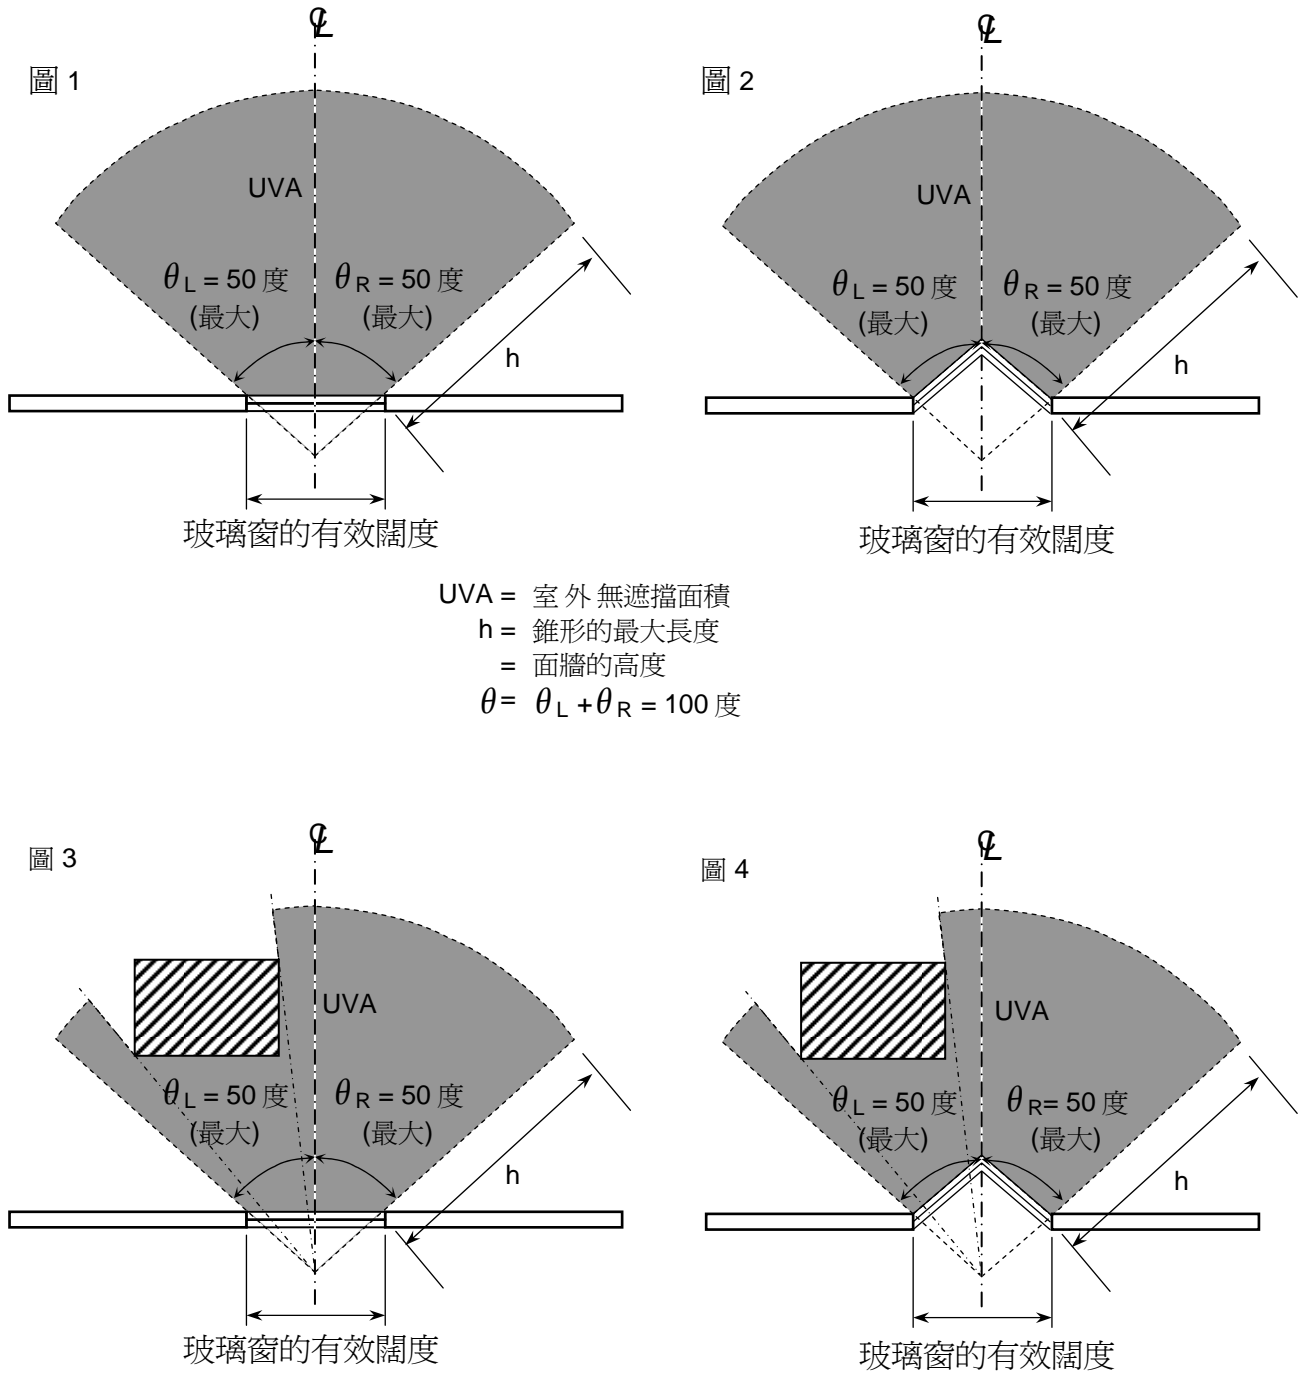 ℄
圖 1
UVA
θL = 50 度
(最大)
θR = 50 度
(最大)
h
玻璃窗的有效闊度
℄
圖 2
UVA
θL = 50 度
(最大)
θR = 50 度
(最大)
h
玻璃窗的有效闊度
UVA = 室 外 無遮擋面積
h = 錐形的最大長度
= 面牆的高度
θ = θL + θR = 100 度
℄
圖 3
UVA
θL = 50 度
(最大)
θR = 50 度
(最大)
h
玻璃窗的有效闊度
℄
圖 4
UVA
θL = 50 度
(最大)
θR= 50 度
(最大)
h
玻璃窗的有效闊度